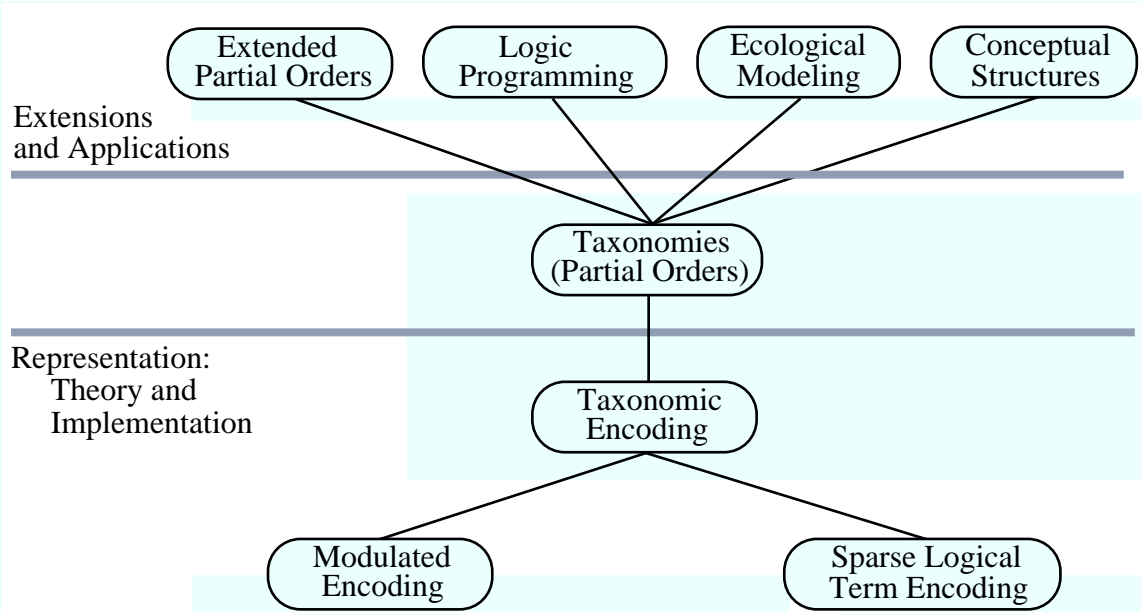 Extended
Partial Orders
Logic
Programming
Ecological
Modeling
Conceptual
Structures
Extensions
and Applications
Taxonomies
(Partial Orders)
Representation:
Theory and
Implementation
Taxonomic
Encoding
Modulated
Encoding
Sparse Logical
Term Encoding